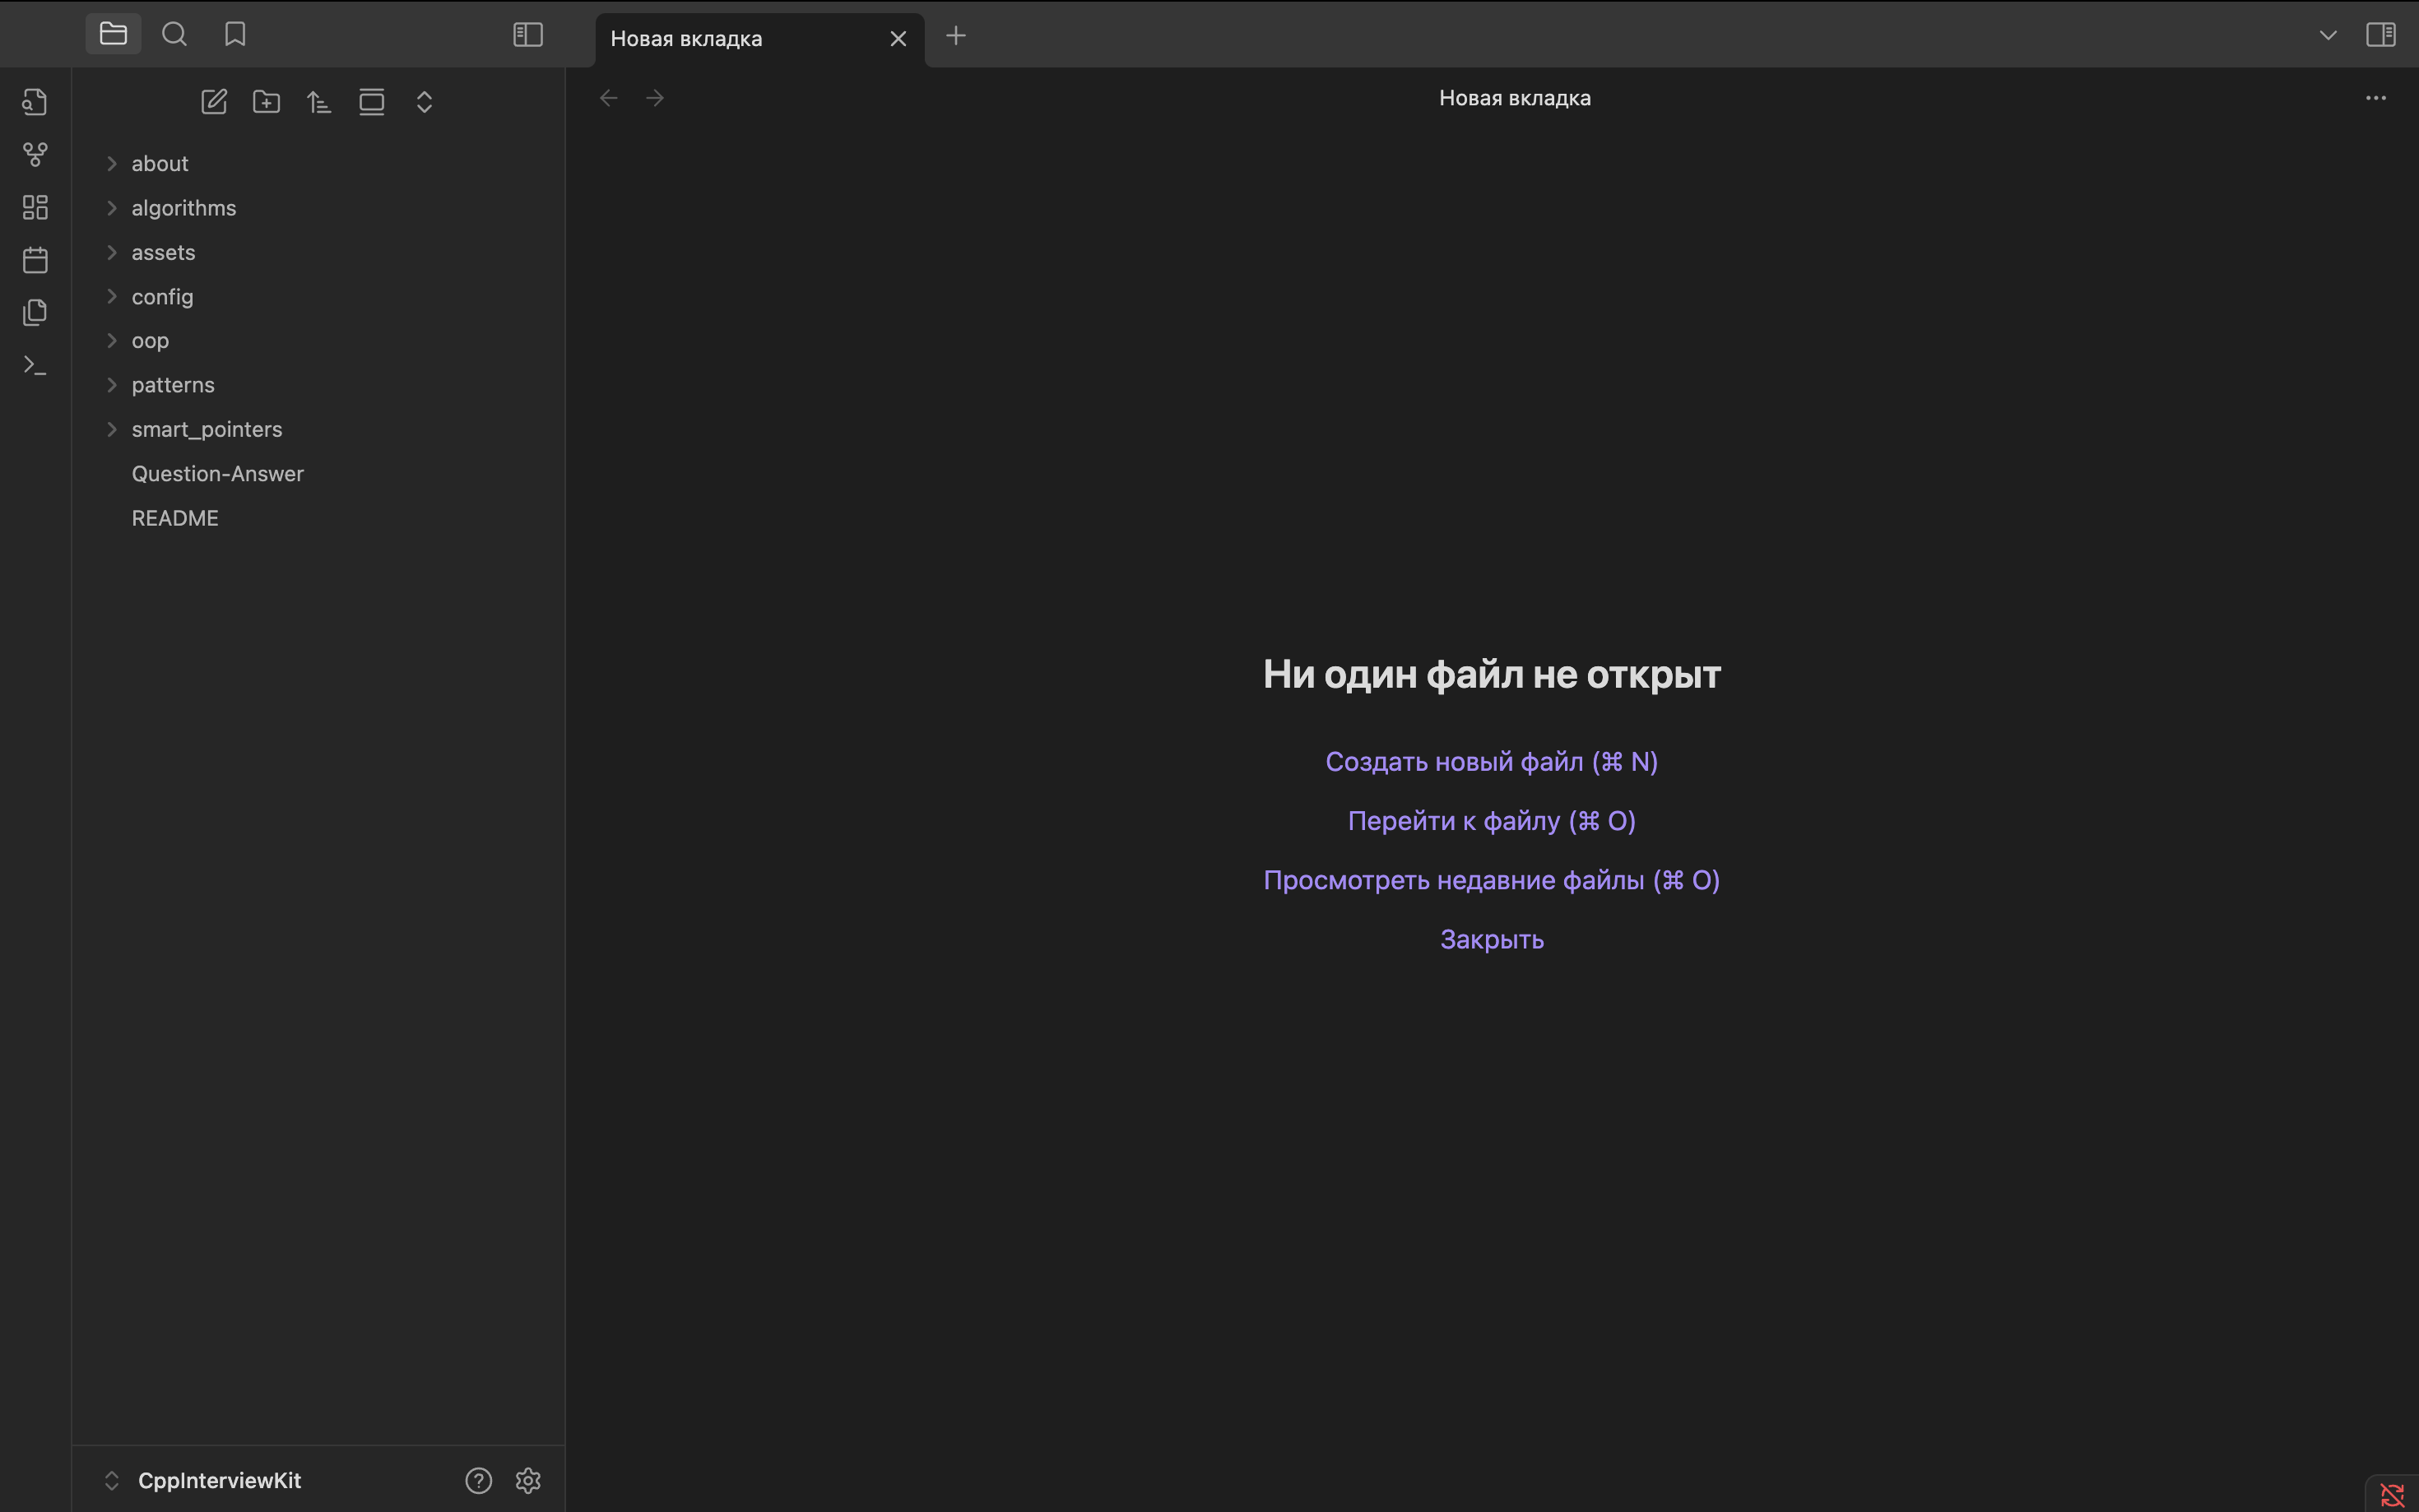 Новая вкладка
Новая вкладка
about
algorithms
assets
config
oop
patterns
smart_pointers
Question-Answer
README
Ни один файл не открыт
Создать новый файл (⌘ N)
Перейти к файлу (⌘ O)
Просмотреть недавние файлы (⌘ O)
Закрыть
CppInterviewKit